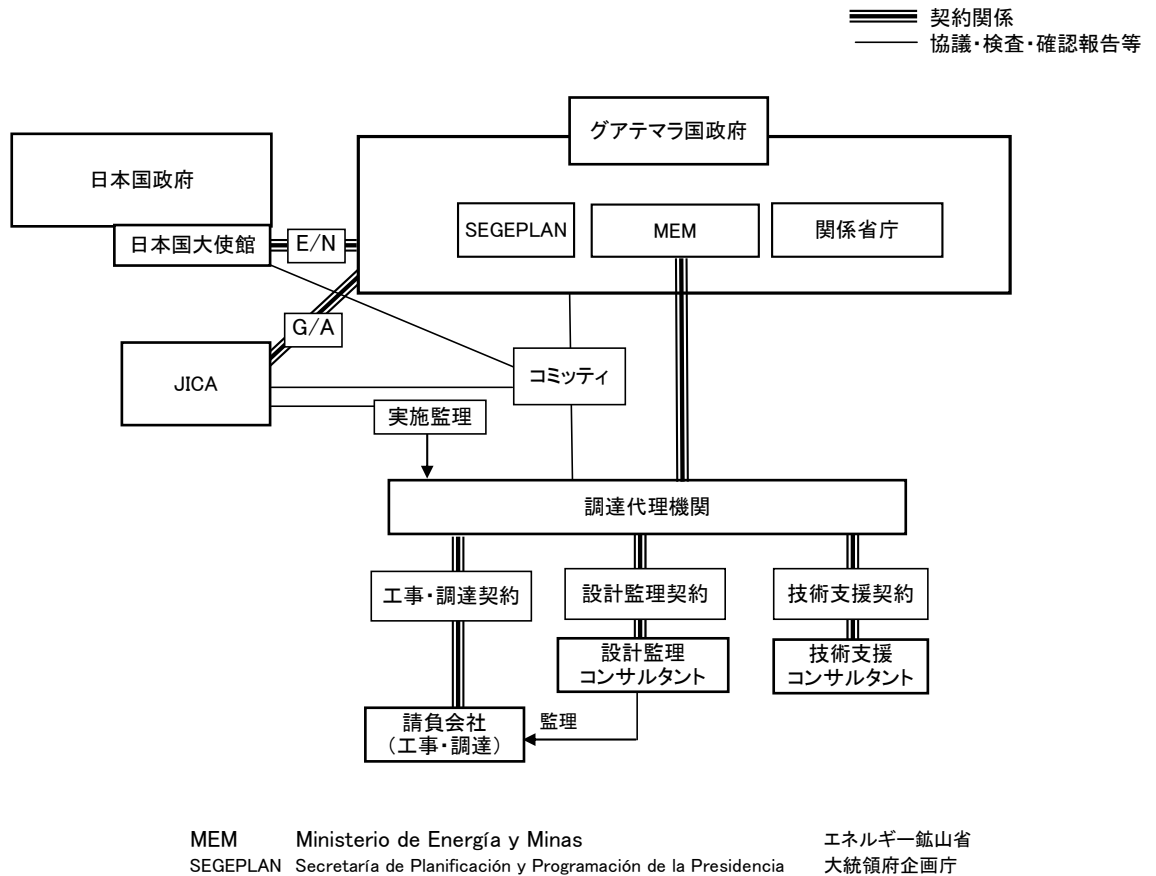 契約関係
協議・検査・確認報告等
グアテマラ国政府
日本国政府
SEGEPLAN
MEM
関係省庁
日本国大使館
E/N
G/A
JICA
コミッティ
実施監理
調達代理機関
工事・調達契約
設計監理契約
技術支援契約
設計監理
コンサルタント
技術支援
コンサルタント
請負会社
（工事・調達）
監理
MEM Ministerio de Energía y Minas エネルギー鉱山省
SEGEPLAN Secretaría de Planificación y Programación de la Presidencia 大統領府企画庁